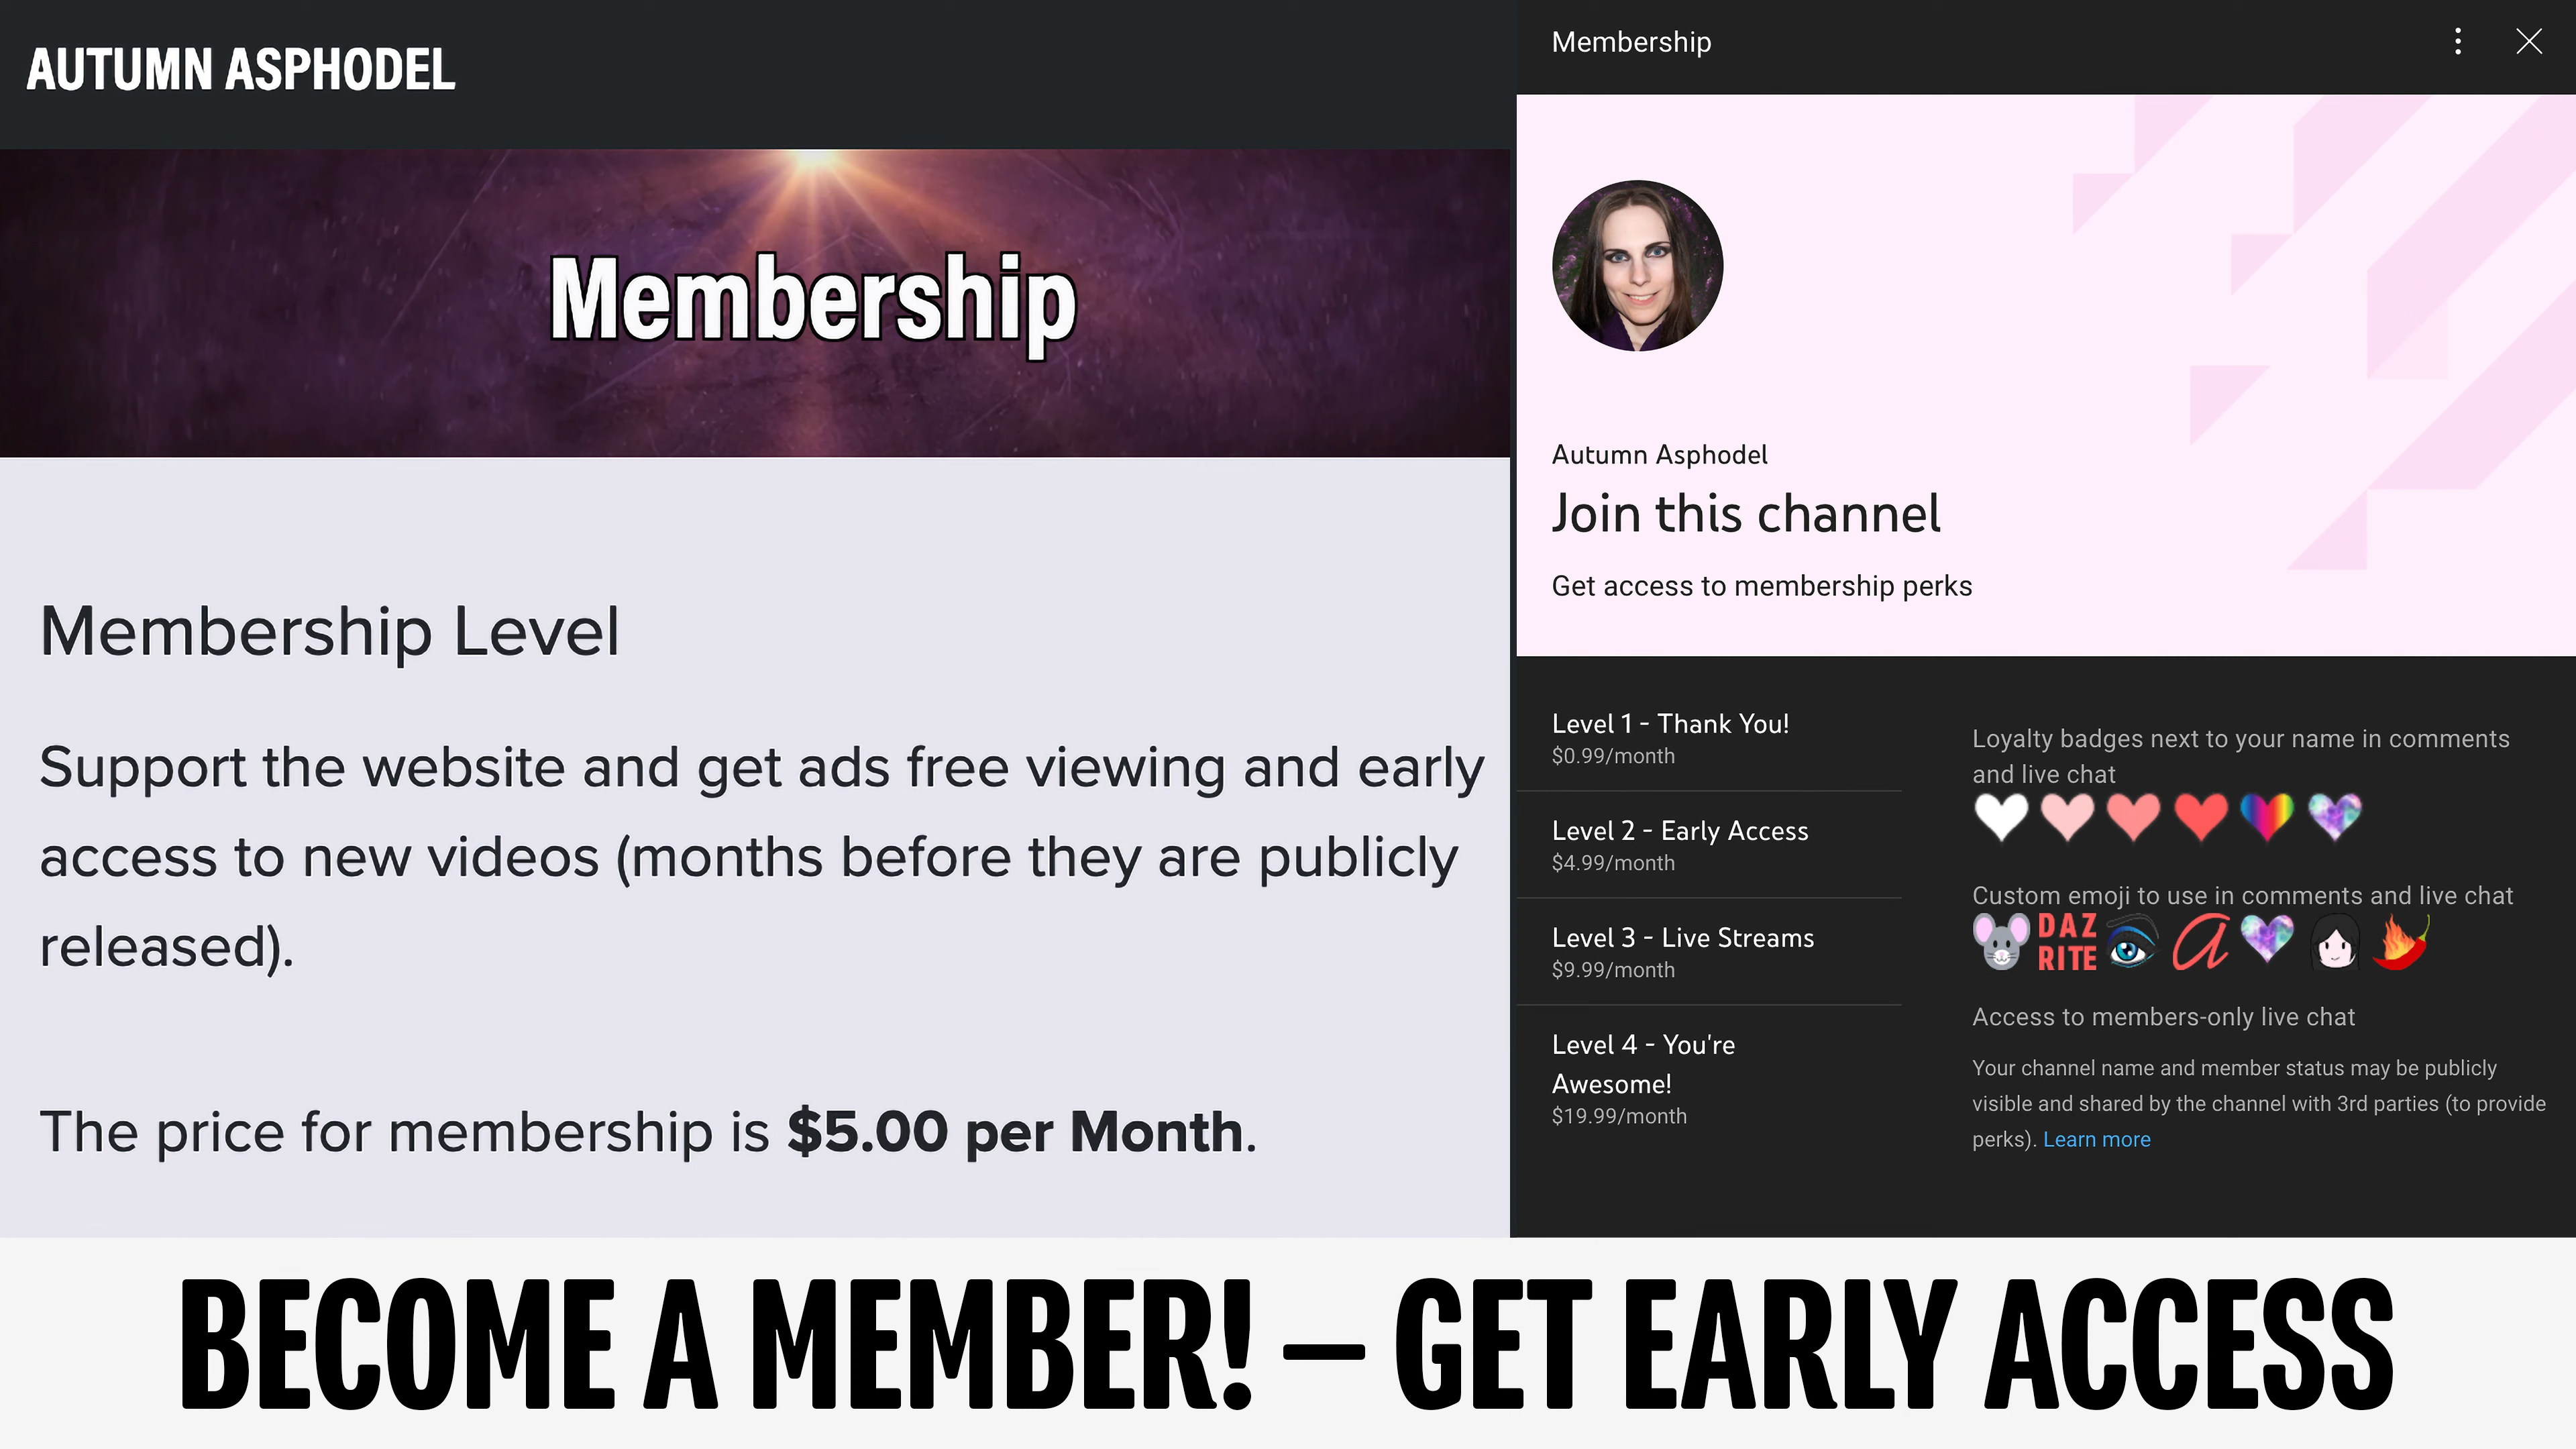 AUTUMN ASPHODEL
Membership
Membership Level
Support the website and get ads free viewing and early
access to new videos (months before they are publicly
released).
The price for membership is $5.00 per Month.
Membership
Autumn Asphodel
Join this channel
Get access to membership perks
Level 1 - Thank You!
$0.99/month
Level 2 - Early Access
$4.99/month
Level 3 - Live Streams
$9.99/month
Level 4 - You're
Awesome!
$19.99/month
Loyalty badges next to your name in comments
and live chat
Custom emoji to use in comments and live chat
DAZ
RITE
a
Access to members-only live chat
Your channel name and member status may be publicly
visible and shared by the channel with 3rd parties (to provide
perks). Learn more
BECOME A MEMBER! – GET EARLY ACCESS